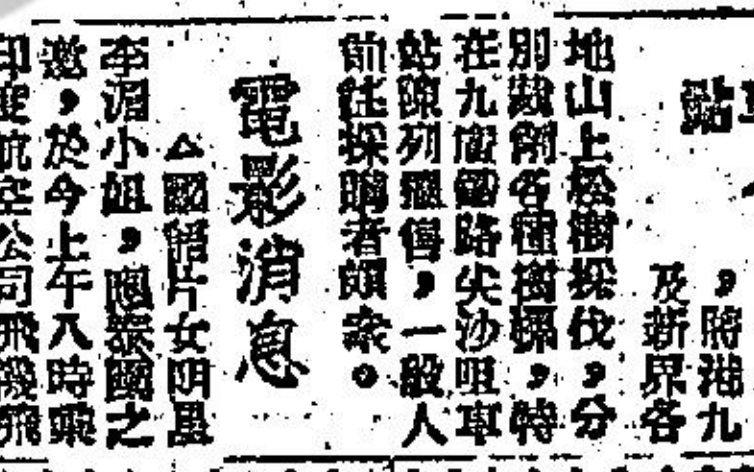 ，將港九
及新界各
地山上松樹採伐，分
別裁剪各種樹形，特
在九廣鐵路尖沙咀車
站陳列發售，一般人
前往採購者頗衆。
電影消息
△國語片女明星
李湄小姐，應泰國之
邀，於今上午八時乘
印度航空公司飛機飛